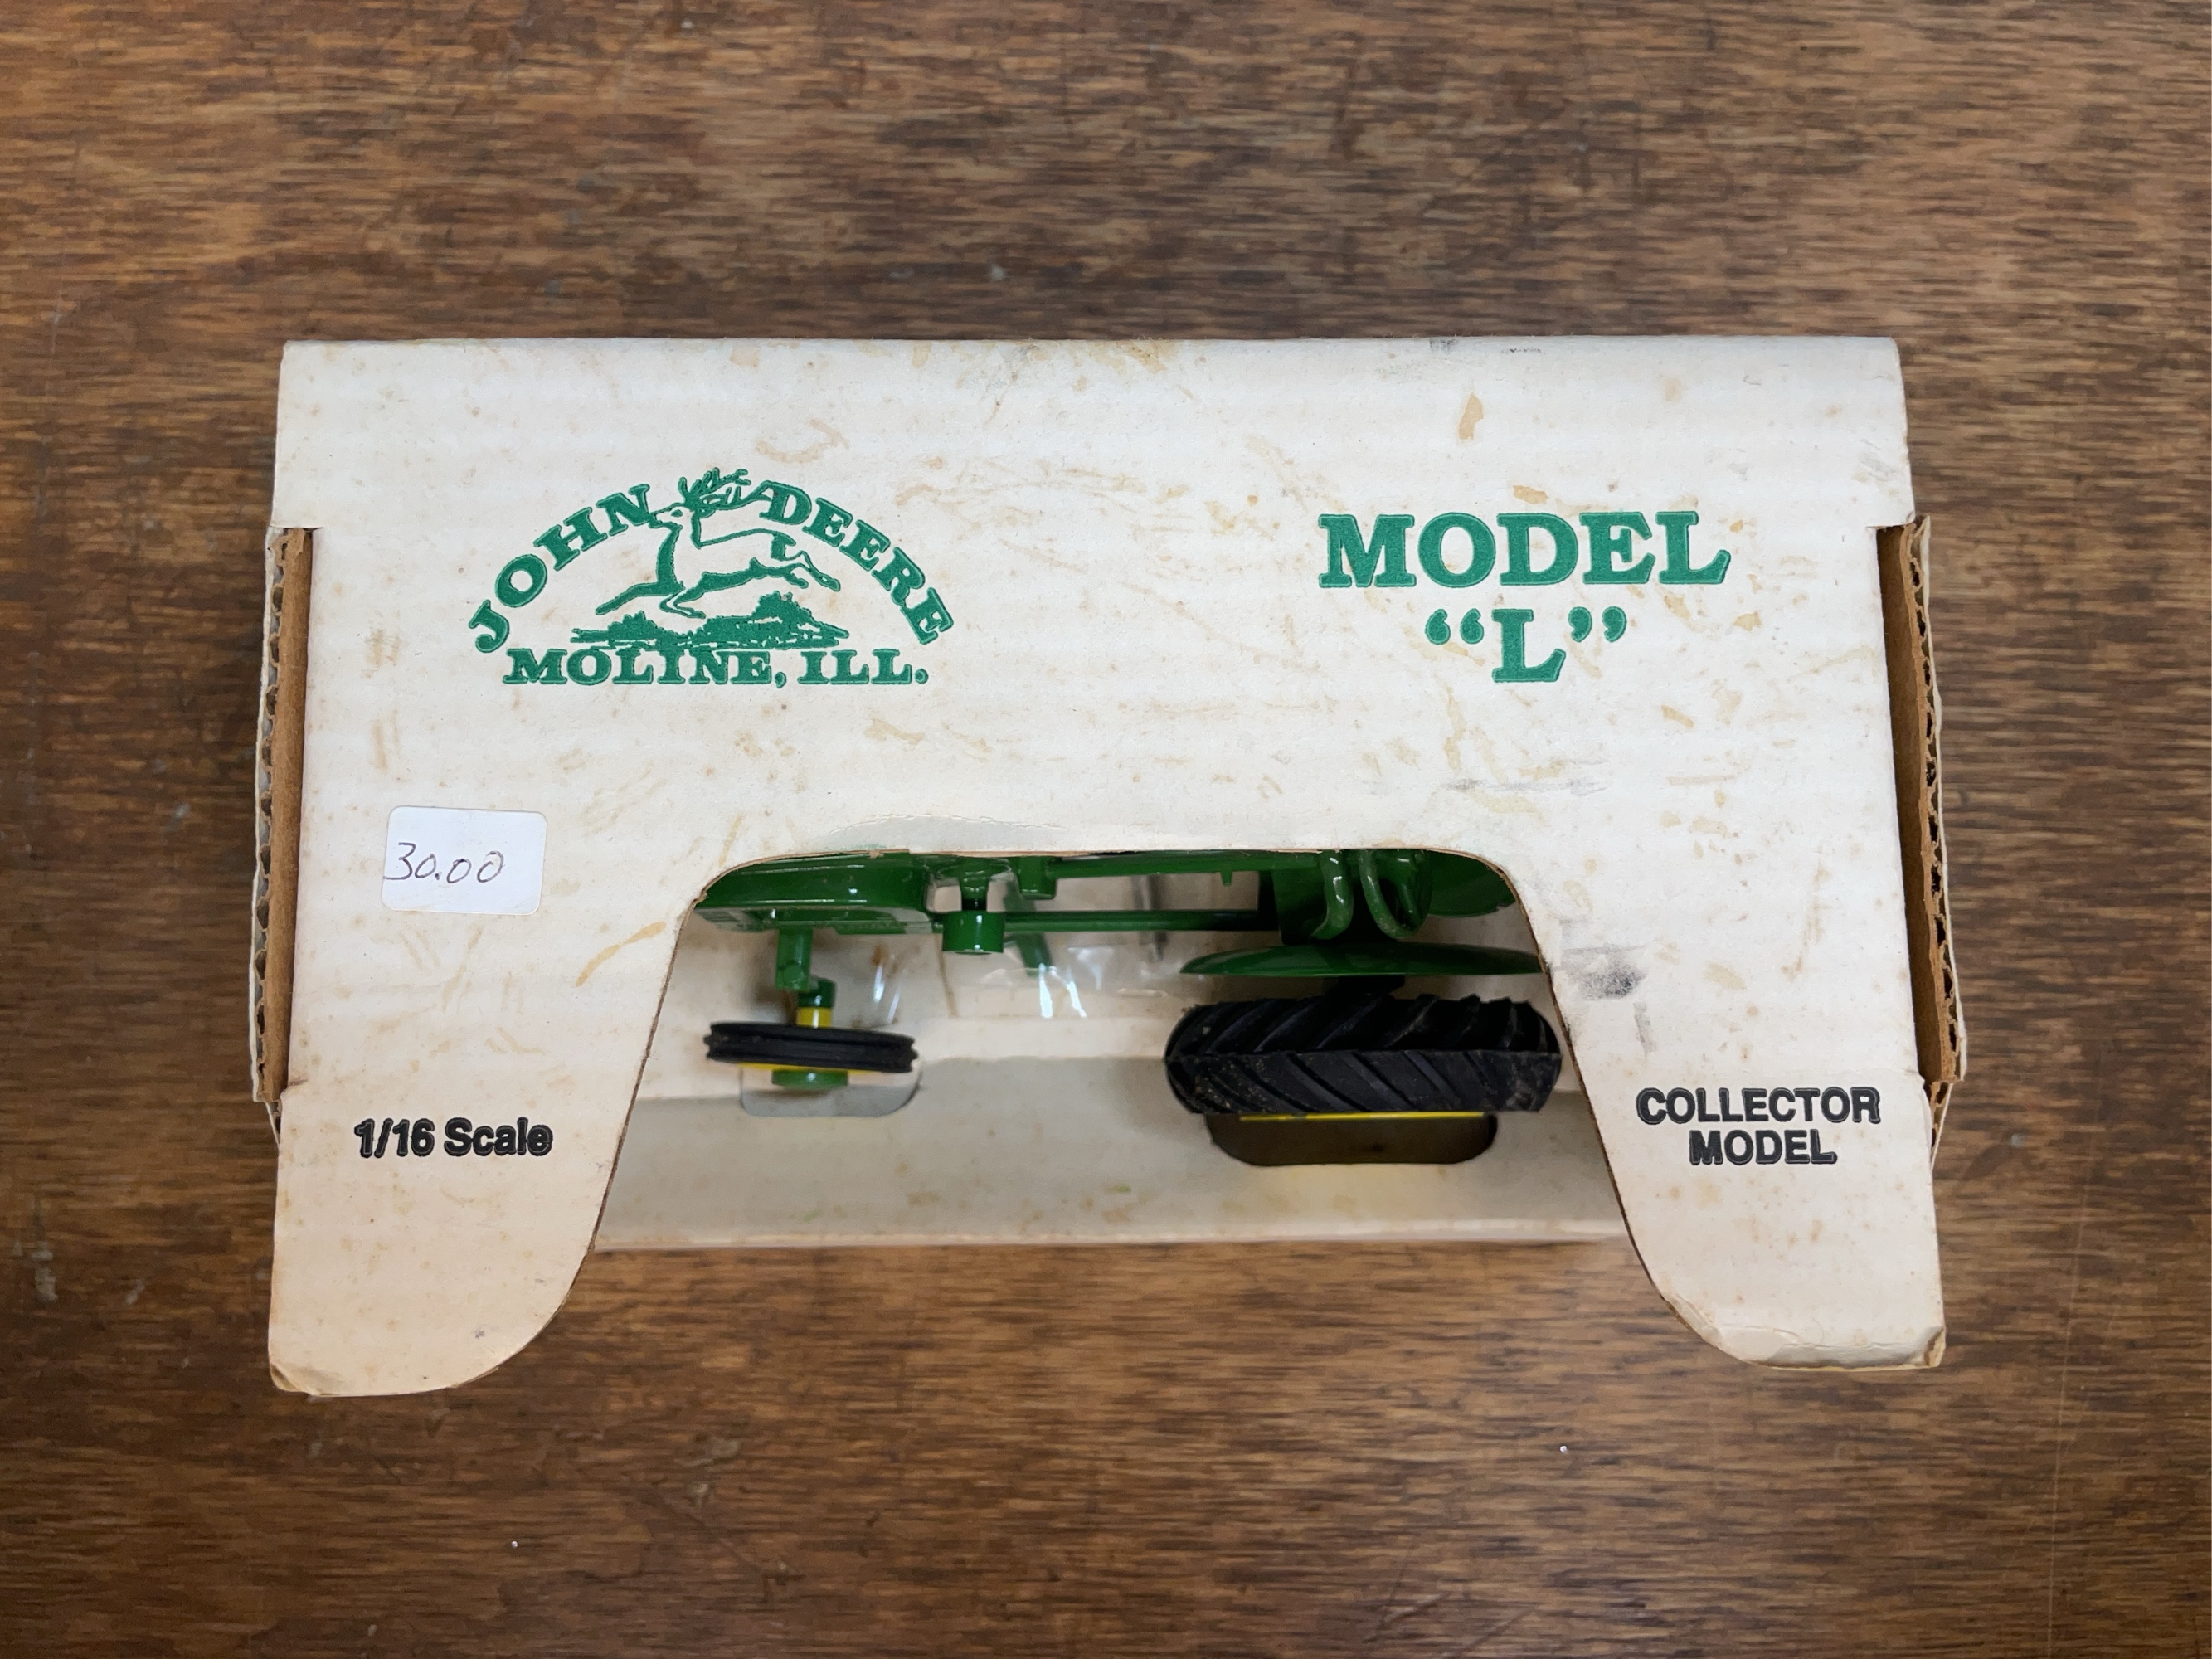 JOHN DEERE
MOLINE, ILL.
MODEL
“L”
30.00
1/16 Scale
COLLECTOR
MODEL